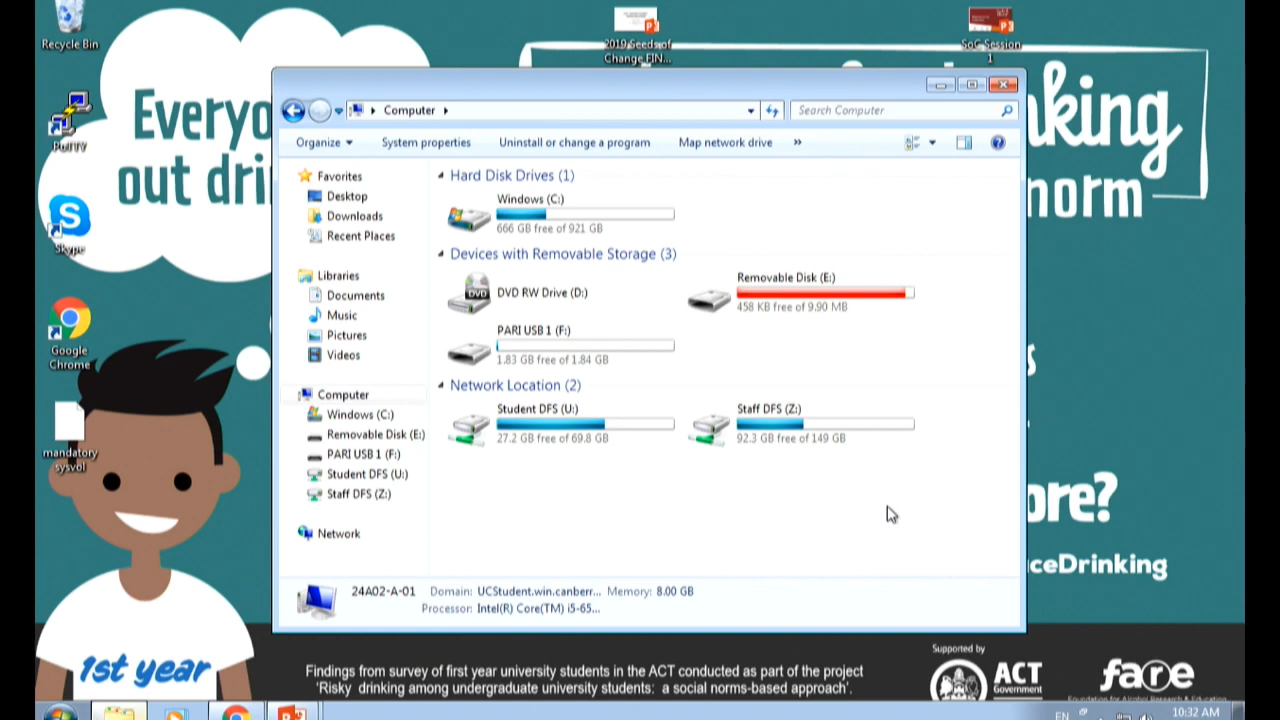 Recycle Bin
PuTTY
Skype
Google
Chrome
mandatory
sysvol
2019 Seeds of
Change FIN...
SoC Session
1
Everyo
out drin
king
norm
ore?
ceDrinking
Computer
Search Computer
Organize
System properties
Uninstall or change a program
Map network drive
»
Favorites
Desktop
Downloads
Recent Places
Libraries
Documents
Music
Pictures
Videos
Computer
Windows (C:)
Removable Disk (E:)
PARI USB 1 (F:)
Student DFS (U:)
Staff DFS (Z:)
Network
Hard Disk Drives (1)
Windows (C:)
666 GB free of 921 GB
Devices with Removable Storage (3)
DVD
DVD RW Drive (D:)
Removable Disk (E:)
458 KB free of 9.90 MB
PARI USB 1 (F:)
1.83 GB free of 1.84 GB
Network Location (2)
Student DFS (U:)
27.2 GB free of 69.8 GB
Staff DFS (Z:)
92.3 GB free of 149 GB
24A02-A-01 Domain: UCStudent.win.canberr... Memory: 8.00 GB
Processor: Intel(R) Core(TM) i5-65...
1st year
Findings from survey of first year university students in the ACT conducted as part of the project
'Risky drinking among undergraduate university students: a social norms-based approach'.
Supported by
ACT
Government
fare
Foundation for Alcohol Research & Education
EN
10:32 AM